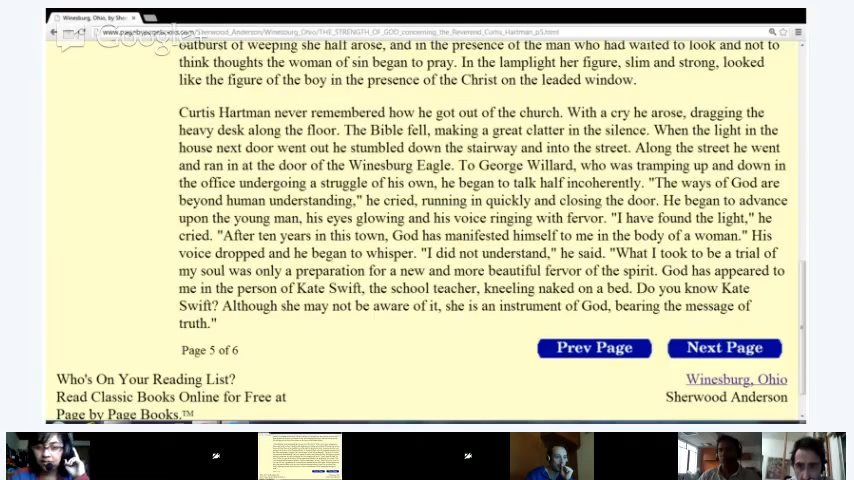 Winesburg, Ohio, by Sher
www.pagebypagebooks.com/Sherwood_Anderson/Winesburg_Ohio/THE_STRENGTH_OF_GOD_concerning_the_Reverend_Curtis_Hartman_p5.html
Google+
outburst of weeping she half arose, and in the presence of the man who had waited to look and not to
think thoughts the woman of sin began to pray. In the lamplight her figure, slim and strong, looked
like the figure of the boy in the presence of the Christ on the leaded window.
Curtis Hartman never remembered how he got out of the church. With a cry he arose, dragging the
heavy desk along the floor. The Bible fell, making a great clatter in the silence. When the light in the
house next door went out he stumbled down the stairway and into the street. Along the street he went
and ran in at the door of the Winesburg Eagle. To George Willard, who was tramping up and down in
the office undergoing a struggle of his own, he began to talk half incoherently. "The ways of God are
beyond human understanding," he cried, running in quickly and closing the door. He began to advance
upon the young man, his eyes glowing and his voice ringing with fervor. "I have found the light," he
cried. "After ten years in this town, God has manifested himself to me in the body of a woman." His
voice dropped and he began to whisper. "I did not understand," he said. "What I took to be a trial of
my soul was only a preparation for a new and more beautiful fervor of the spirit. God has appeared to
me in the person of Kate Swift, the school teacher, kneeling naked on a bed. Do you know Kate
Swift? Although she may not be aware of it, she is an instrument of God, bearing the message of
truth."
Page 5 of 6
Prev Page
Next Page
Who's On Your Reading List?
Read Classic Books Online for Free at
Page by Page Books.™
Winesburg, Ohio
Sherwood Anderson